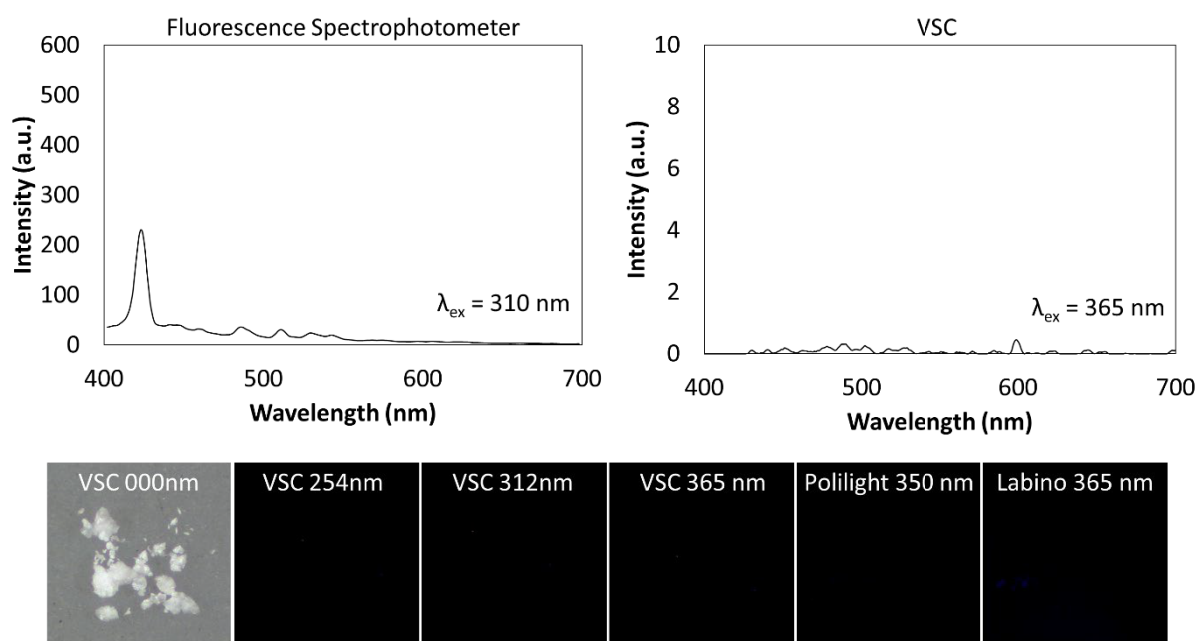 Fluorescence Spectrophotometer
600
500
400
300
200
100
0
Intensity (a.u.)
λex = 310 nm
400 500 600 700
Wavelength (nm)
VSC
10
8
6
4
2
0
Intensity (a.u.)
λex = 365 nm
400 500 600 700
Wavelength (nm)
VSC 000nm VSC 254nm VSC 312nm VSC 365 nm Polilight 350 nm Labino 365 nm